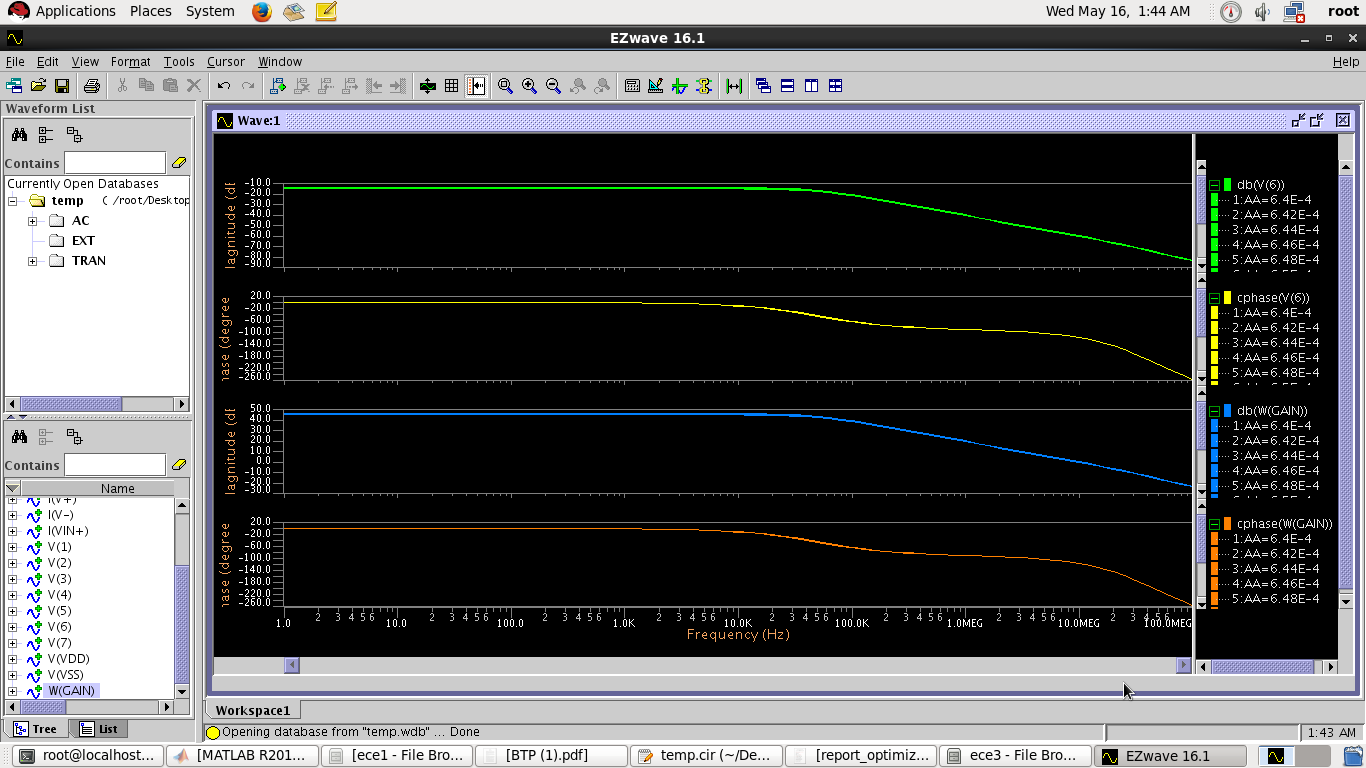 Applications Places System Wed May 16, 1:44 AM root
EZwave 16.1
File Edit View Format Tools Cursor Window Help
Waveform List
Contains
Currently Open Databases
temp ( /root/Desktop
AC
EXT
TRAN
Contains
Name
I(V+)
I(V-)
I(VIN+)
V(1)
V(2)
V(3)
V(4)
V(5)
V(6)
V(7)
V(VDD)
V(VSS)
W(GAIN)
Tree List
Wave:1
agnitude (dB
-10.0
-20.0
-30.0
-40.0
-50.0
-60.0
-70.0
-80.0
-90.0
db(V(6))
1:AA=6.4E-4
2:AA=6.42E-4
3:AA=6.44E-4
4:AA=6.46E-4
5:AA=6.48E-4
ase (degree
20.0
-20.0
-60.0
-100.0
-140.0
-180.0
-220.0
-260.0
cphase(V(6))
1:AA=6.4E-4
2:AA=6.42E-4
3:AA=6.44E-4
4:AA=6.46E-4
5:AA=6.48E-4
agnitude (dB
50.0
40.0
30.0
20.0
10.0
0.0
-10.0
-20.0
-30.0
db(W(GAIN))
1:AA=6.4E-4
2:AA=6.42E-4
3:AA=6.44E-4
4:AA=6.46E-4
5:AA=6.48E-4
ase (degree
20.0
-20.0
-60.0
-100.0
-140.0
-180.0
-220.0
-260.0
cphase(W(GAIN))
1:AA=6.4E-4
2:AA=6.42E-4
3:AA=6.44E-4
4:AA=6.46E-4
5:AA=6.48E-4
1.0 2 3 4 5 6 10.0 2 3 4 5 6 100.0 2 3 4 5 6 1.0K 2 3 4 5 6 10.0K 2 3 4 5 6 100.0K 2 3 4 5 6 1.0MEG 2 3 4 5 6 10.0MEG 2 3 4 5 6 100.0MEG
Frequency (Hz)
Workspace1
Opening database from "temp.wdb" ... Done 1:43 AM
root@localhost... [MATLAB R201... [ece1 - File Bro... [BTP (1).pdf] temp.cir (~/De... [report_optimiz... ece3 - File Bro... EZwave 16.1